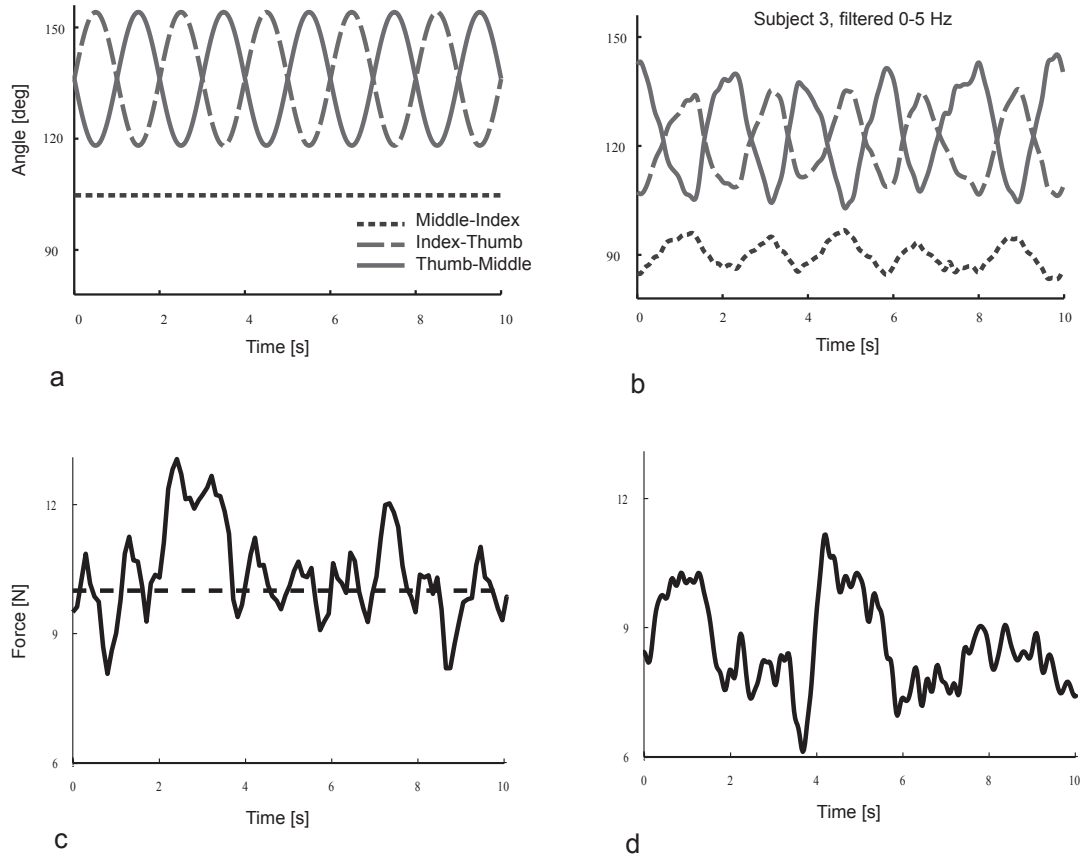 150
120
90
Angle [deg]
Middle-Index
Index-Thumb
Thumb-Middle
0 2 4 6 8 10
Time [s]
a
Subject 3, filtered 0-5 Hz
150
120
90
0 2 4 6 8 10
Time [s]
b
12
9
6
Force [N]
0 2 4 6 8 10
Time [s]
c
12
9
6
0 2 4 6 8 10
Time [s]
d